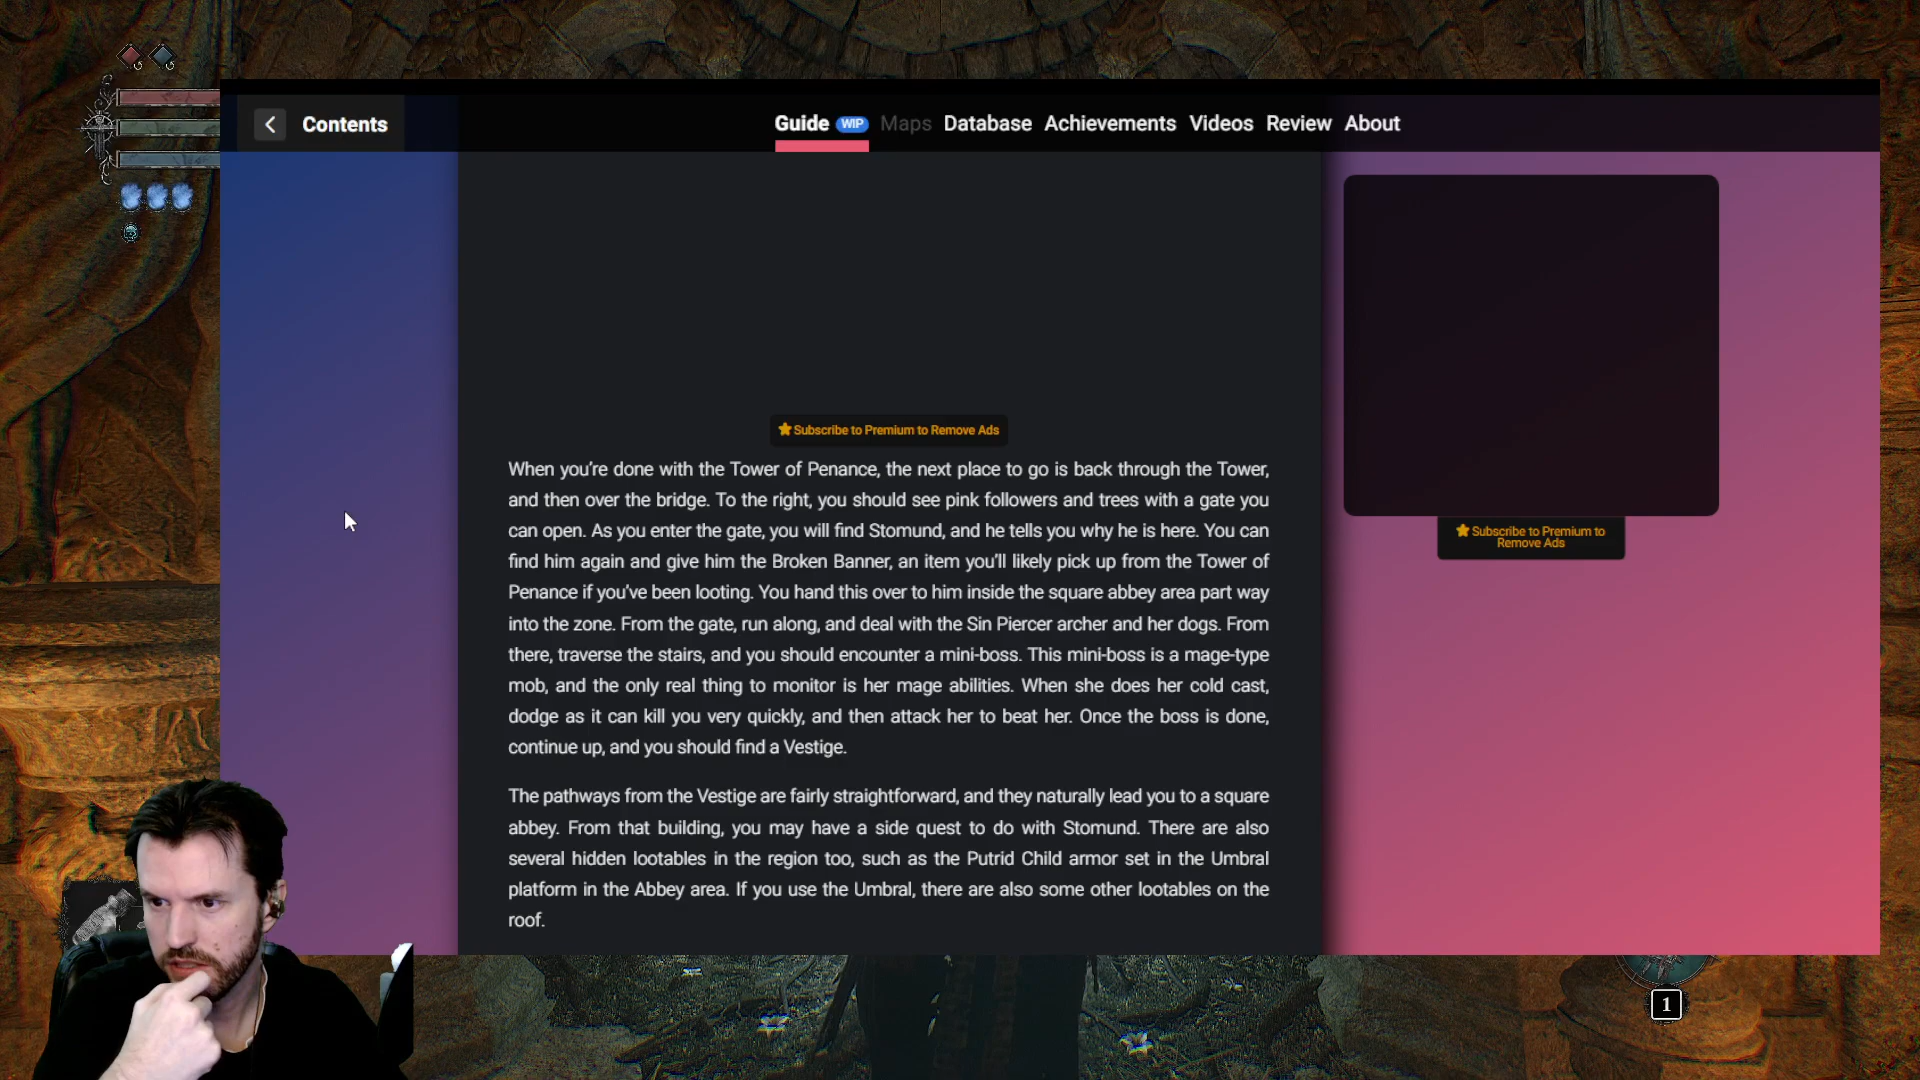 Contents
Guide WIP Maps Database Achievements Videos Review About
Subscribe to Premium to Remove Ads
When you're done with the Tower of Penance, the next place to go is back through the Tower,
and then over the bridge. To the right, you should see pink followers and trees with a gate you
can open. As you enter the gate, you will find Stomund, and he tells you why he is here. You can
find him again and give him the Broken Banner, an item you'll likely pick up from the Tower of
Penance if you've been looting. You hand this over to him inside the square abbey area part way
into the zone. From the gate, run along, and deal with the Sin Piercer archer and her dogs. From
there, traverse the stairs, and you should encounter a mini-boss. This mini-boss is a mage-type
mob, and the only real thing to monitor is her mage abilities. When she does her cold cast,
dodge as it can kill you very quickly, and then attack her to beat her. Once the boss is done,
continue up, and you should find a Vestige.
The pathways from the Vestige are fairly straightforward, and they naturally lead you to a square
abbey. From that building, you may have a side quest to do with Stomund. There are also
several hidden lootables in the region too, such as the Putrid Child armor set in the Umbral
platform in the Abbey area. If you use the Umbral, there are also some other lootables on the
roof.
Subscribe to Premium to
Remove Ads
1